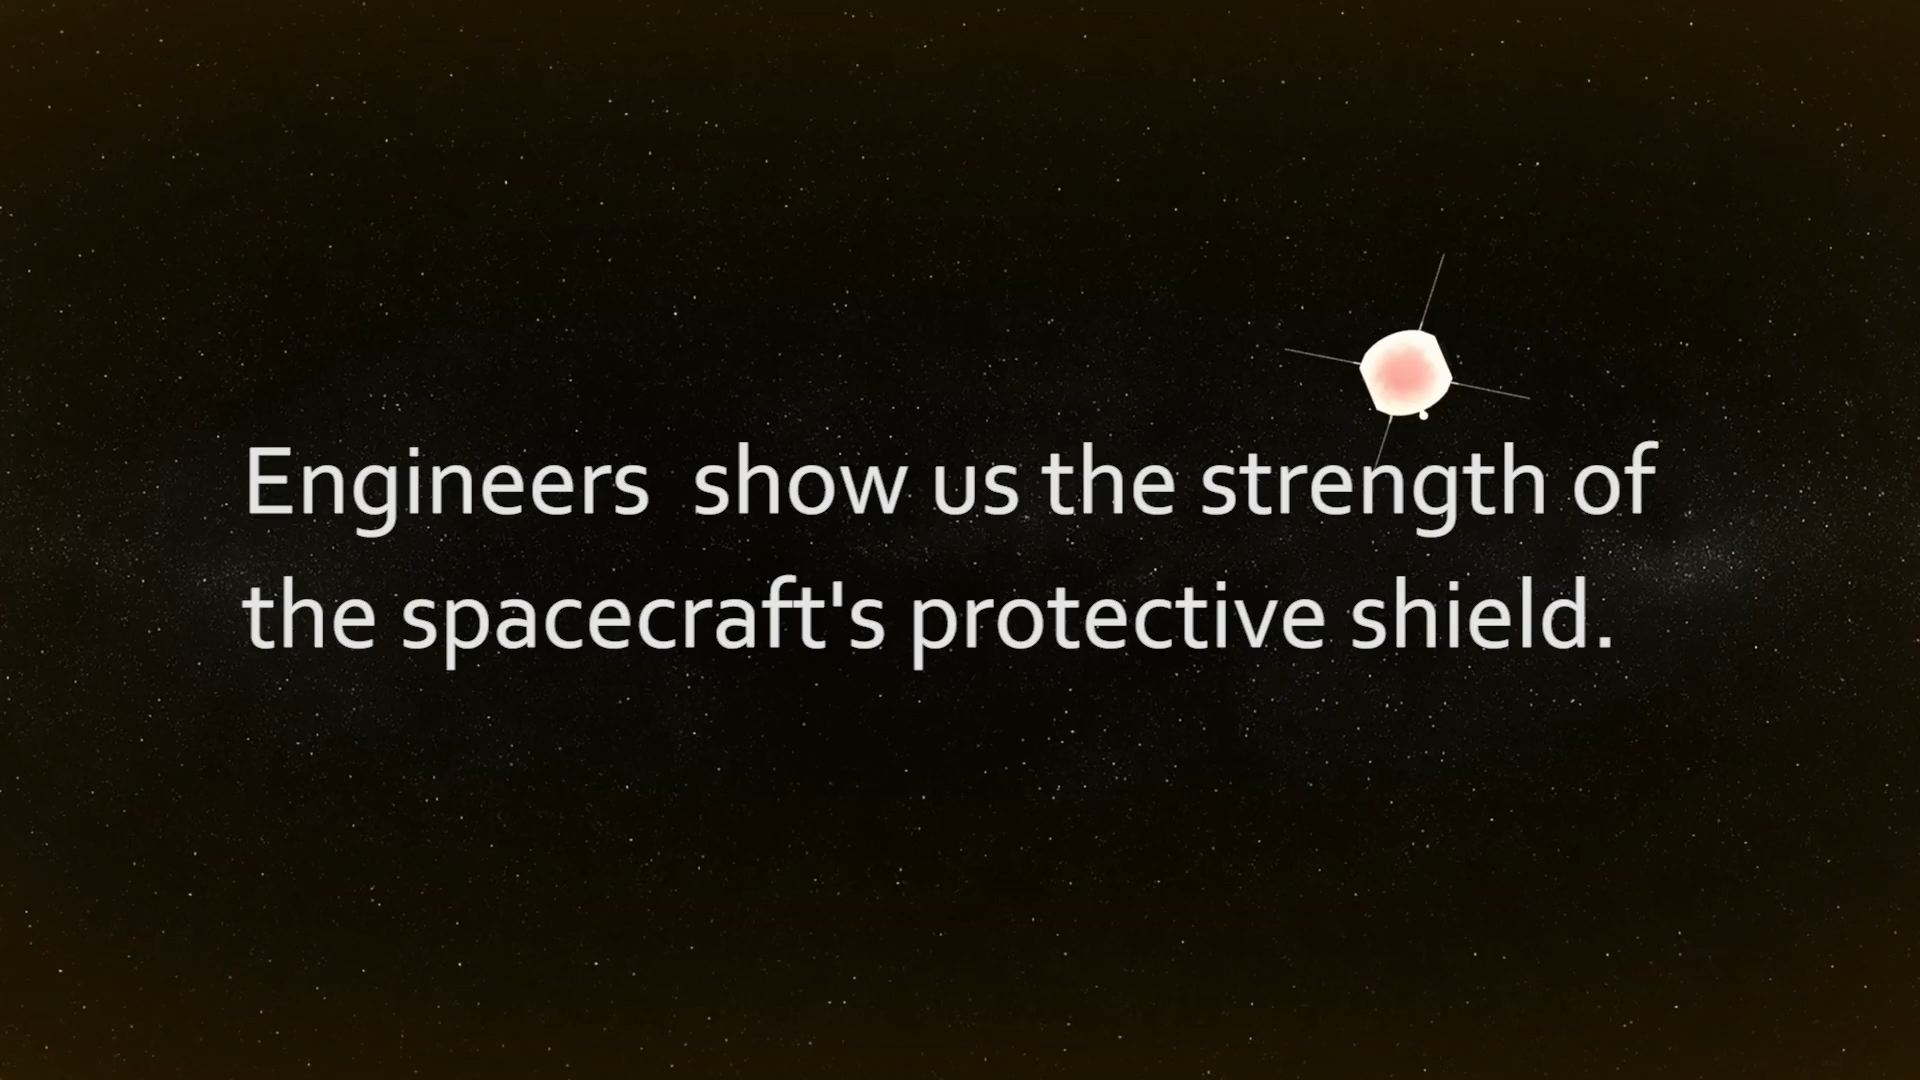 Engineers  show us the strength of
the spacecraft's protective shield.